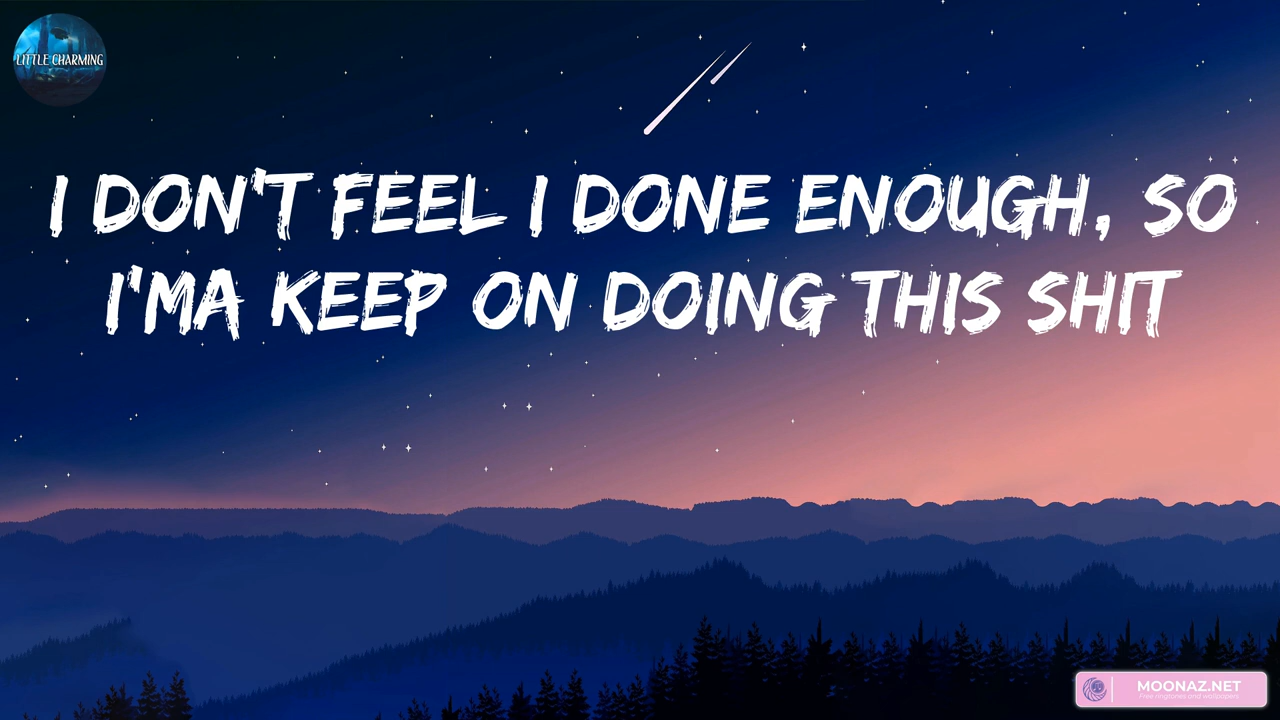 LITTLE CHARMING
I DON'T FEEL I DONE ENOUGH, SO
I'MA KEEP ON DOING THIS SHIT
MOONAZ.NET
Free ringtones and wallpapers